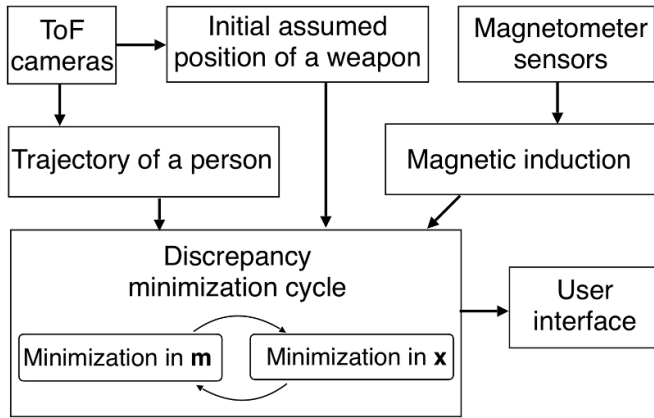 ToF
cameras
Initial assumed
position of a weapon
Magnetometer
sensors
Trajectory of a person
Magnetic induction
Discrepancy
minimization cycle
Minimization in m
Minimization in x
User
interface